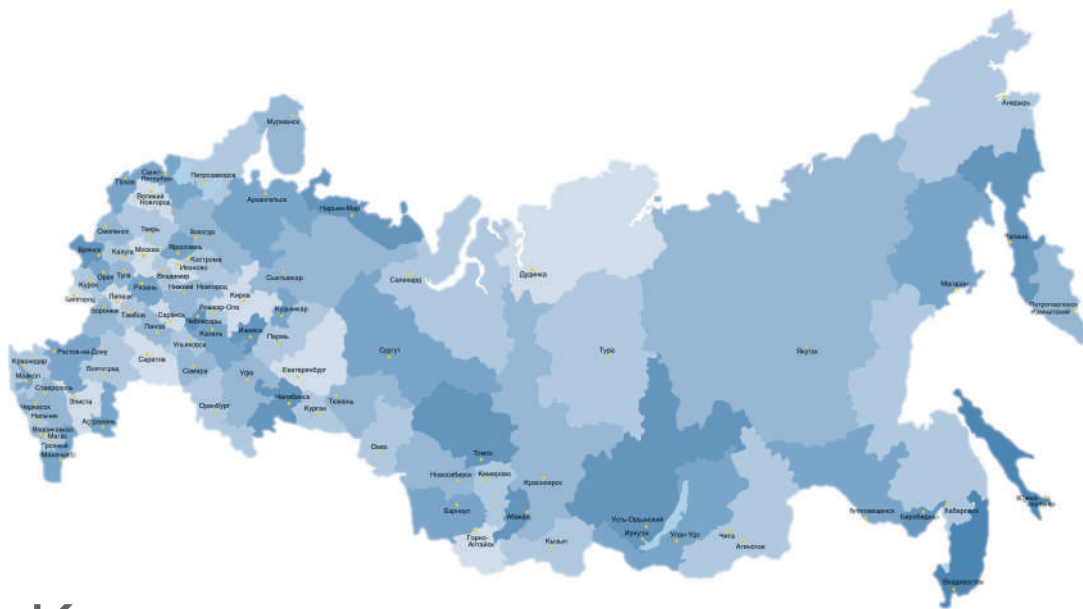 Анадырь
Мурманск
Санкт-
Петербург
Псков
Петрозаводск
Великий
Новгород
Архангельск
Нарьян-Мар
Палана
Смоленск
Тверь
Вологда
Брянск
Калуга
Москва
Ярославль
Кострома
Иваново
Владимир
Сыктывкар
Салехард
Дудинка
Магадан
Орел
Тула
Курск
Рязань
Нижний Новгород
Белгород
Липецк
Киров
Воронеж
Тамбов
Саранск
Йошкар-Ола
Чебоксары
Кудымкар
Пенза
Казань
Ижевск
Пермь
Ульяновск
Петропавловск
-Камчатский
Тура
Якутск
Сургут
Ростов-на-Дону
Краснодар
Майкоп
Волгоград
Саратов
Самара
Уфа
Екатеринбург
Ставрополь
Элиста
Оренбург
Челябинск
Курган
Тюмень
Черкесск
Нальчик
Астрахань
Владикавказ
Магас
Грозный
Махачкала
Омск
Томск
Новосибирск
Кемерово
Красноярск
Барнаул
Абакан
Горно-
Алтайск
Кызыл
Усть-Ордынский
Иркутск
Улан-Удэ
Чита
Агинское
Благовещенск
Биробиджан
Хабаровск
Южно-
Сахалинск
Владивосток